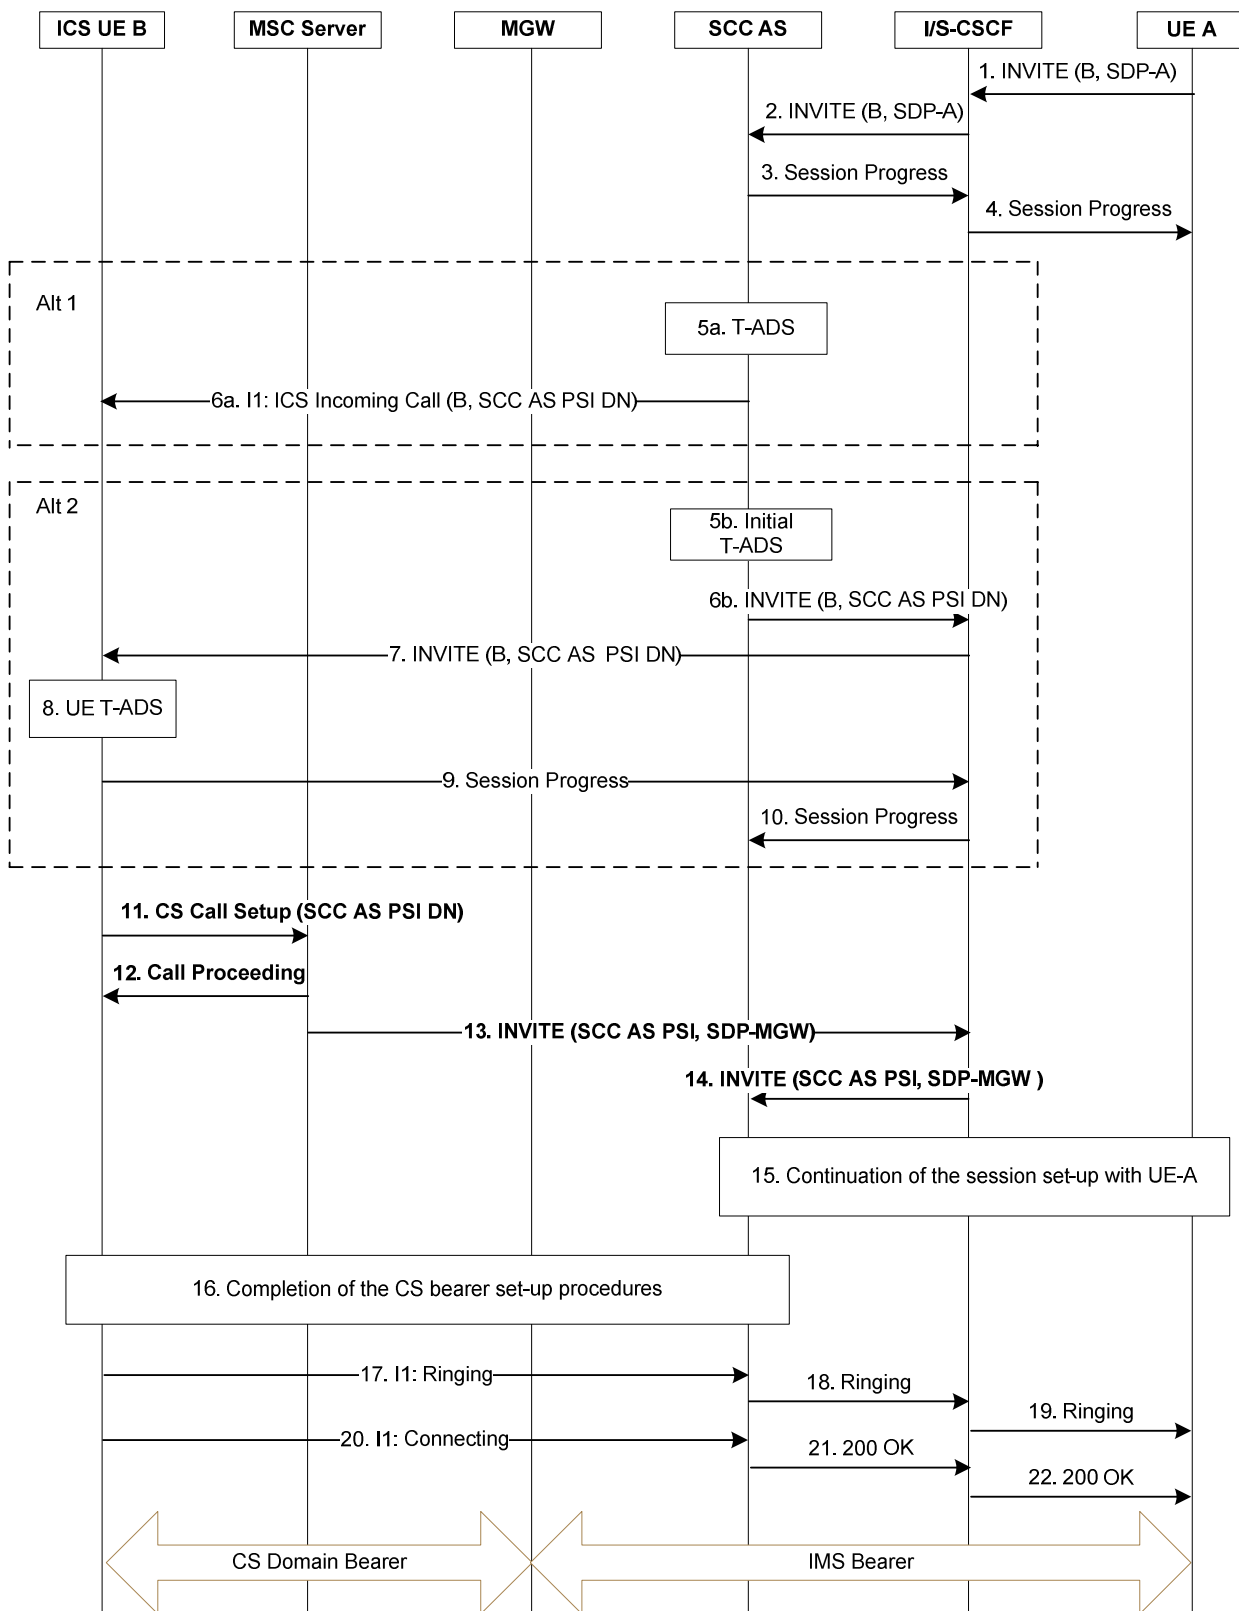 ICS UE B
MSC Server
MGW
SCC AS
I/S-CSCF
UE A
1. INVITE (B, SDP-A)
2. INVITE (B, SDP-A)
3. Session Progress
4. Session Progress
Alt 1
5a. T-ADS
6a. I1: ICS Incoming Call (B, SCC AS PSI DN)
Alt 2
5b. Initial
T-ADS
6b. INVITE (B, SCC AS PSI DN)
7. INVITE (B, SCC AS PSI DN)
8. UE T-ADS
9. Session Progress
10. Session Progress
11. CS Call Setup (SCC AS PSI DN)
12. Call Proceeding
13. INVITE (SCC AS PSI, SDP-MGW)
14. INVITE (SCC AS PSI, SDP-MGW )
15. Continuation of the session set-up with UE-A
16. Completion of the CS bearer set-up procedures
17. I1: Ringing
18. Ringing
19. Ringing
20. I1: Connecting
21. 200 OK
22. 200 OK
CS Domain Bearer
IMS Bearer